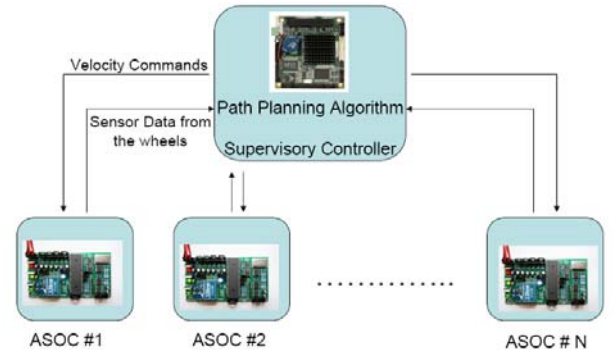 Velocity Commands
Path Planning Algorithm
Sensor Data from
the wheels
Supervisory Controller
ASOC #1
ASOC #2
ASOC # N